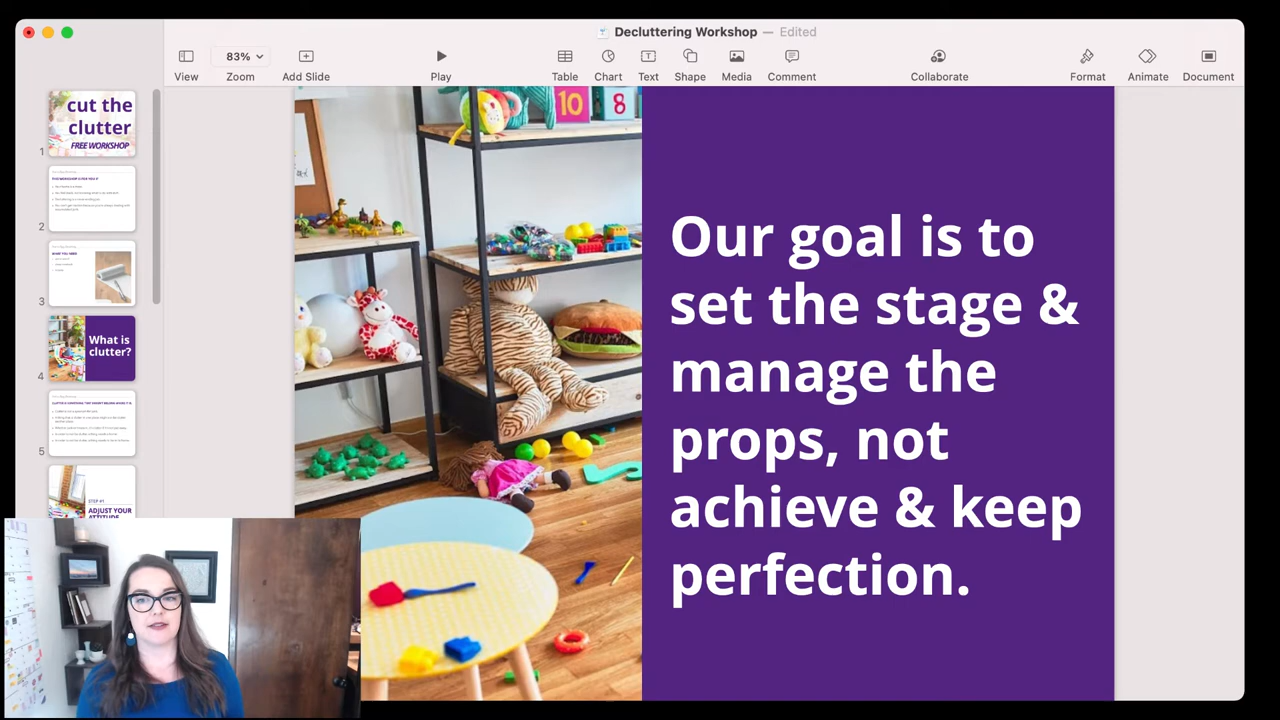 Decluttering Workshop — Edited
83%
View
Zoom
Add Slide
Play
Table
Chart
Text
Shape
Media
Comment
Collaborate
Format
Animate
Document
cut the
clutter
FREE WORKSHOP
1
2
3
What is
clutter?
4
5
STEP #1
ADJUST YOUR
ATTITUDE
10
8
Our goal is to
set the stage &
manage the
props, not
achieve & keep
perfection.